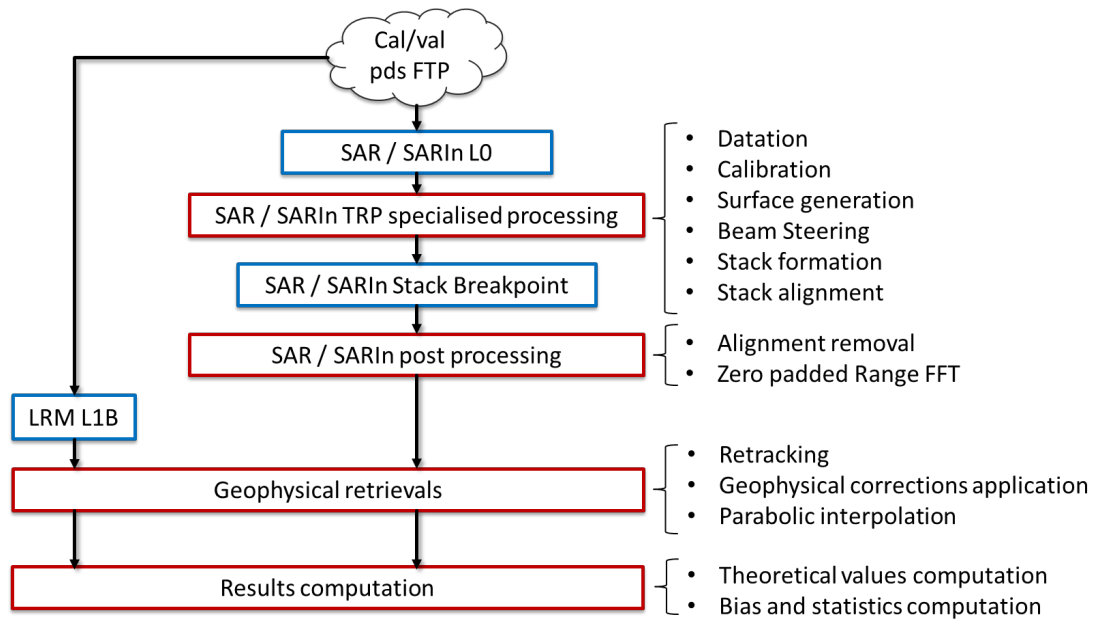 Cal/val
pds FTP
SAR / SARIn L0
SAR / SARIn TRP specialised processing
• Datation
• Calibration
• Surface generation
• Beam Steering
• Stack formation
• Stack alignment
SAR / SARIn Stack Breakpoint
SAR / SARIn post processing
• Alignment removal
• Zero padded Range FFT
LRM L1B
Geophysical retrievals
• Retracking
• Geophysical corrections application
• Parabolic interpolation
Results computation
• Theoretical values computation
• Bias and statistics computation